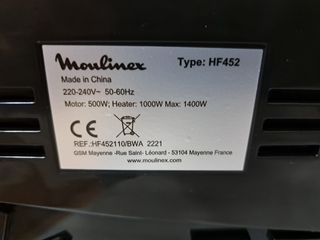 Moulinex Type: HF452
Made in China
220-240V~ 50-60Hz
Motor: 500W; Heater: 1000W Max: 1400W
CE
REF.:HF452110/BWA 2221
GSM Mayenne -Rue Saint- Léonard - 53104 Mayenne France
www.moulinex.com